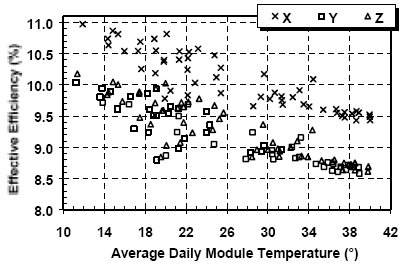 × X □ Y △ Z
Effective Efficiency (%)
11.0
10.5
10.0
9.5
9.0
8.5
8.0
10 14 18 22 26 30 34 38 42
Average Daily Module Temperature (°)